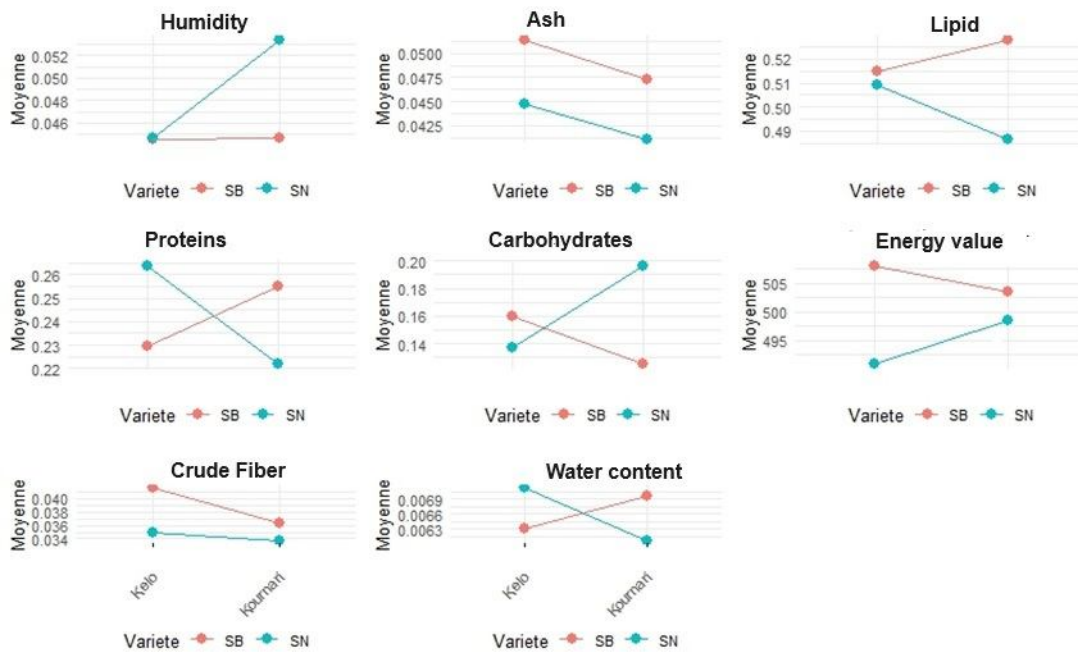 Humidity
Moyenne
0.052
0.050
0.048
0.046
Variete SB SN
Ash
Moyenne
0.0500
0.0475
0.0450
0.0425
Variete SB SN
Lipid
Moyenne
0.52
0.51
0.50
0.49
Variete SB SN
Proteins
Moyenne
0.26
0.25
0.24
0.23
0.22
Variete SB SN
Carbohydrates
Moyenne
0.20
0.18
0.16
0.14
Variete SB SN
Energy value
Moyenne
505
500
495
Variete SB SN
Crude Fiber
Moyenne
0.040
0.038
0.036
0.034
Kelo
Kournari
Variete SB SN
Water content
Moyenne
0.0069
0.0066
0.0063
Kelo
Kournari
Variete SB SN